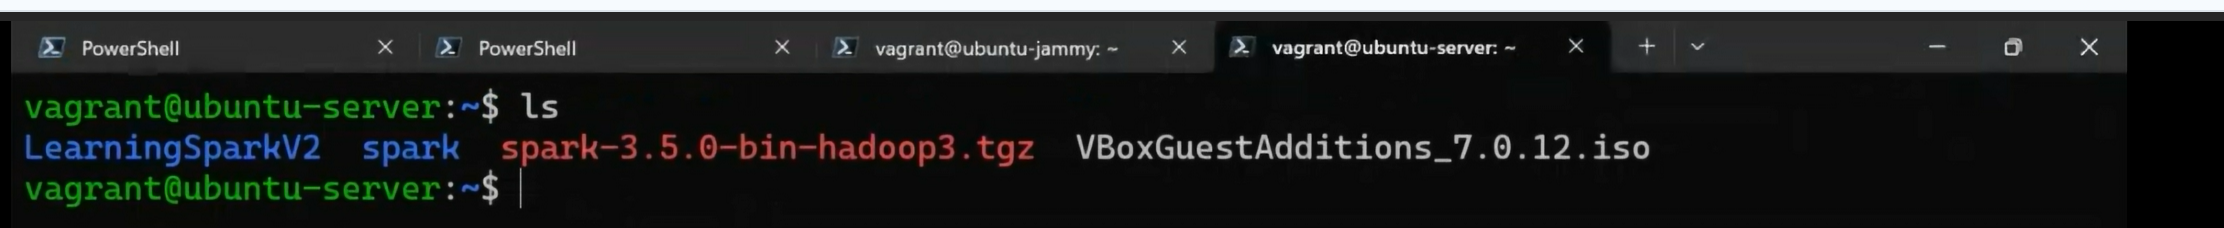 PowerShell PowerShell vagrant@ubuntu-jammy: ~ vagrant@ubuntu-server: ~
vagrant@ubuntu-server:~$ ls
LearningSparkV2 spark spark-3.5.0-bin-hadoop3.tgz VBoxGuestAdditions_7.0.12.iso
vagrant@ubuntu-server:~$